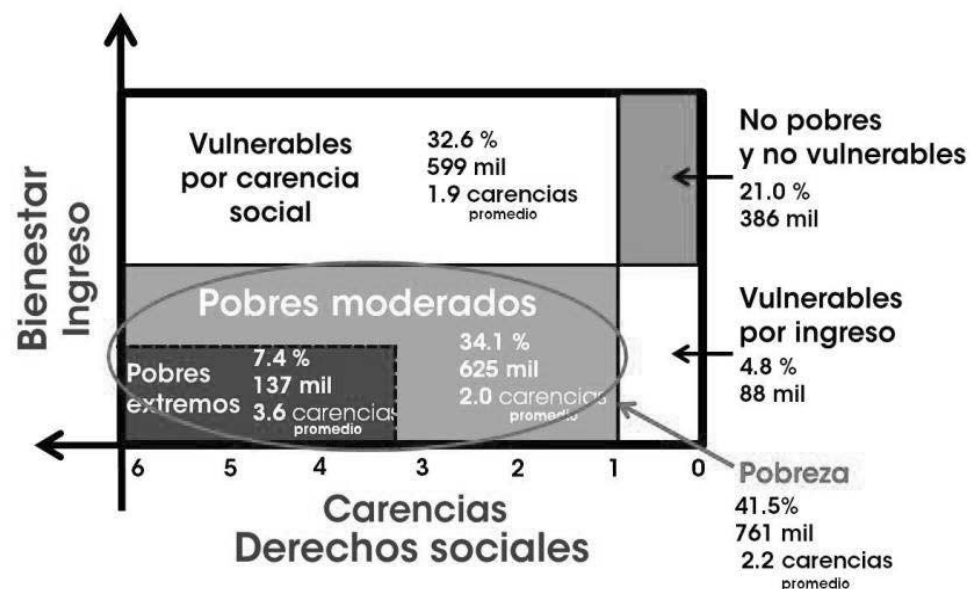 Bienestar
Ingreso
Vulnerables
por carencia
social
32.6 %
599 mil
1.9 carencias
promedio
No pobres
y no vulnerables
21.0 %
386 mil
Pobres moderados
34.1 %
625 mil
2.0 carencias
promedio
Pobres
extremos
7.4 %
137 mil
3.6 carencias
promedio
Vulnerables
por ingreso
4.8 %
88 mil
6 5 4 3 2 1 0
Carencias
Derechos sociales
Pobreza
41.5%
761 mil
2.2 carencias
promedio